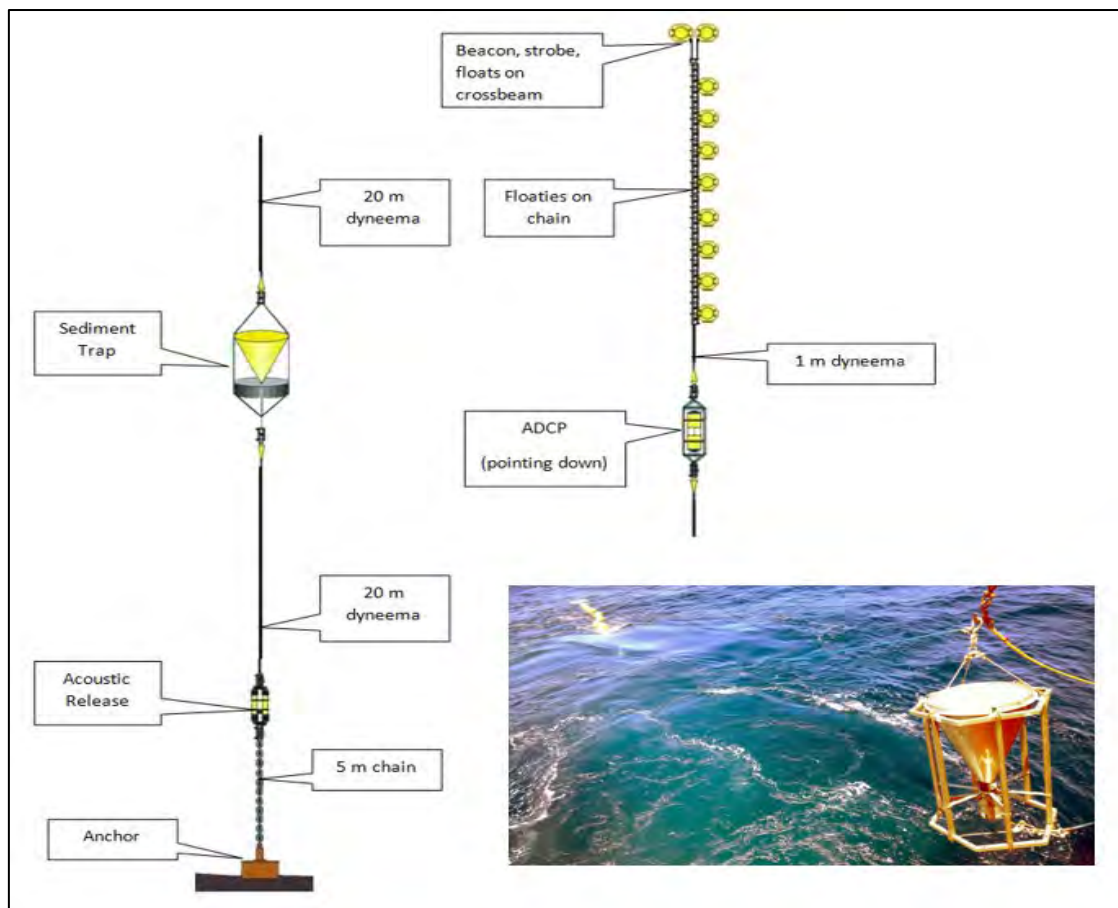 Beacon, strobe,
floats on
crossbeam
20 m
dyneema
Floaties on
chain
Sediment
Trap
1 m dyneema
ADCP
(pointing down)
20 m
dyneema
Acoustic
Release
5 m chain
Anchor